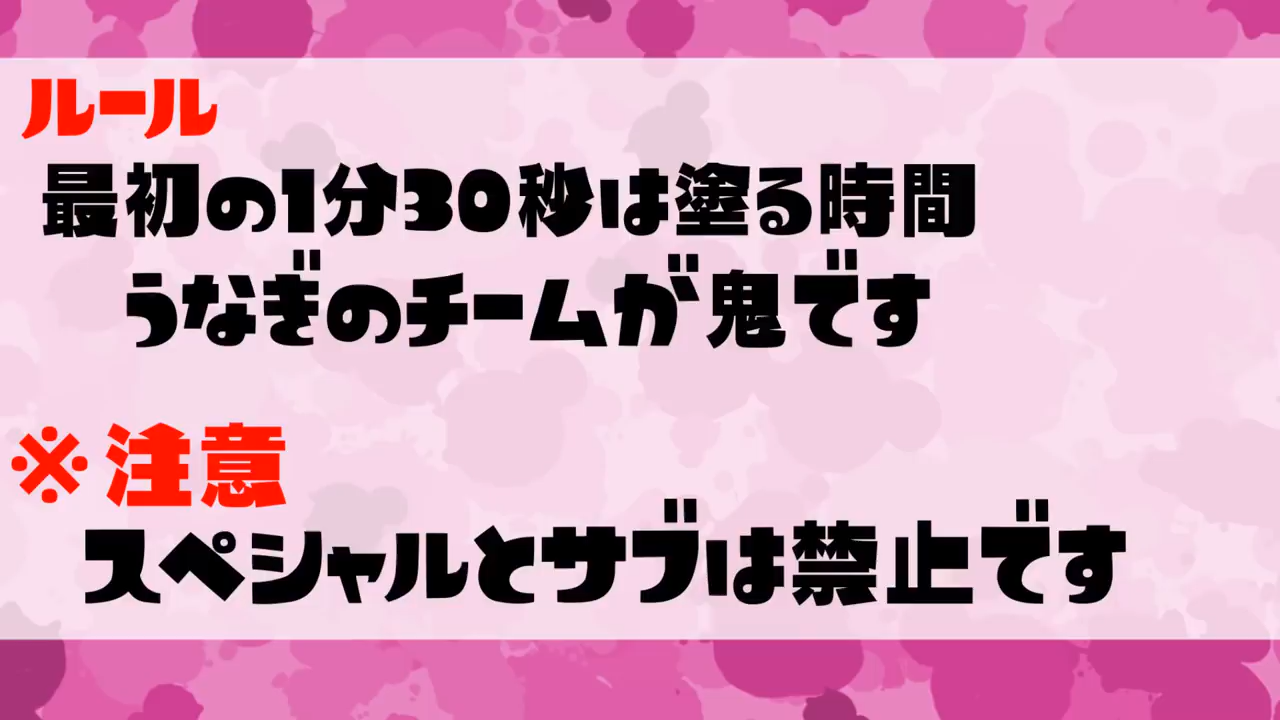 ルール
最初の1分30秒は塗る時間
うなぎのチームが鬼です
※注意
スペシャルとサブは禁止です